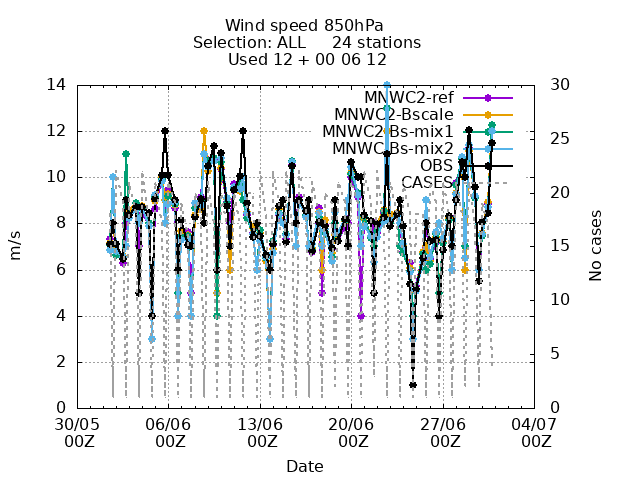 Wind speed 850hPa
Selection: ALL 24 stations
Used 12 + 00 06 12
MNWC2-ref
MNWC2-Bscale
MNWC2-Bs-mix1
MNWC2-Bs-mix2
OBS
CASES
m/s
No cases
14
12
10
8
6
4
2
0
30
25
20
15
10
5
0
30/05 06/06 13/06 20/06 27/06 04/07
00Z 00Z 00Z 00Z 00Z 00Z
Date